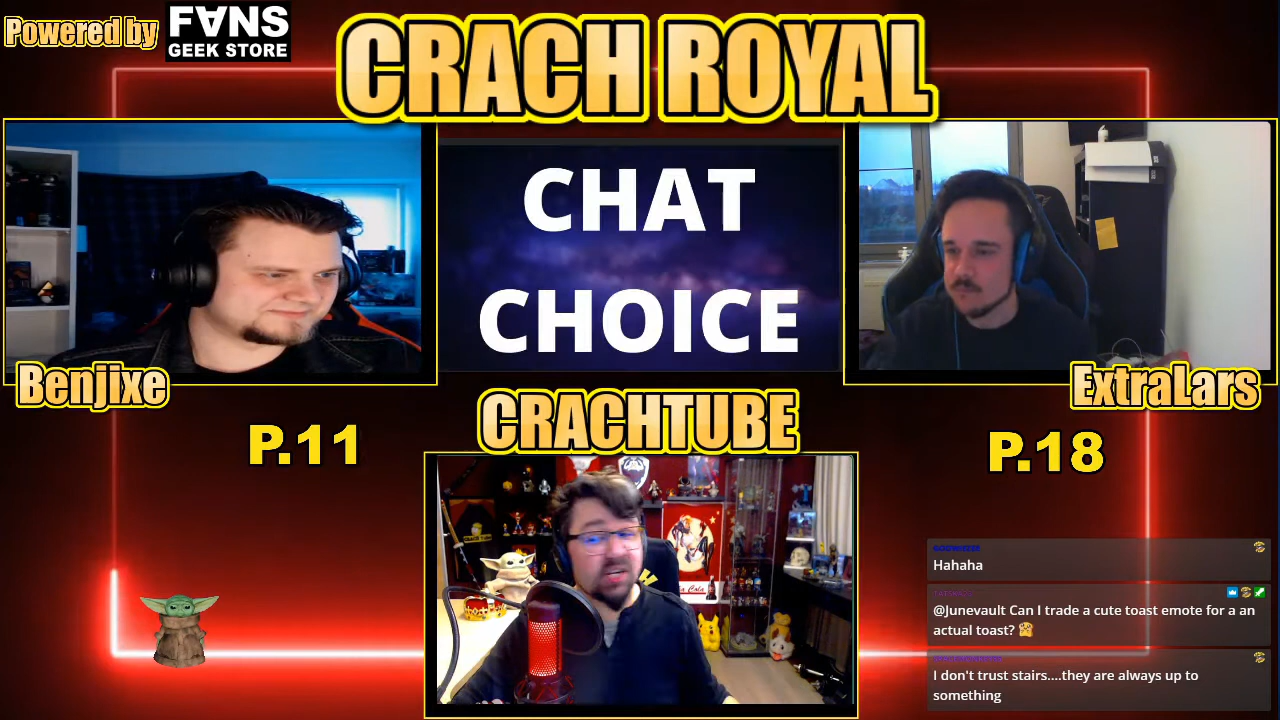 Powered by
FANS
GEEK STORE
CRACH ROYAL
CHAT
CHOICE
Benjixe
ExtraLars
CRACHTUBE
P.11
P.18
Hahaha
@Junevault Can I trade a cute toast emote for a an
actual toast?
I don't trust stairs....they are always up to
something